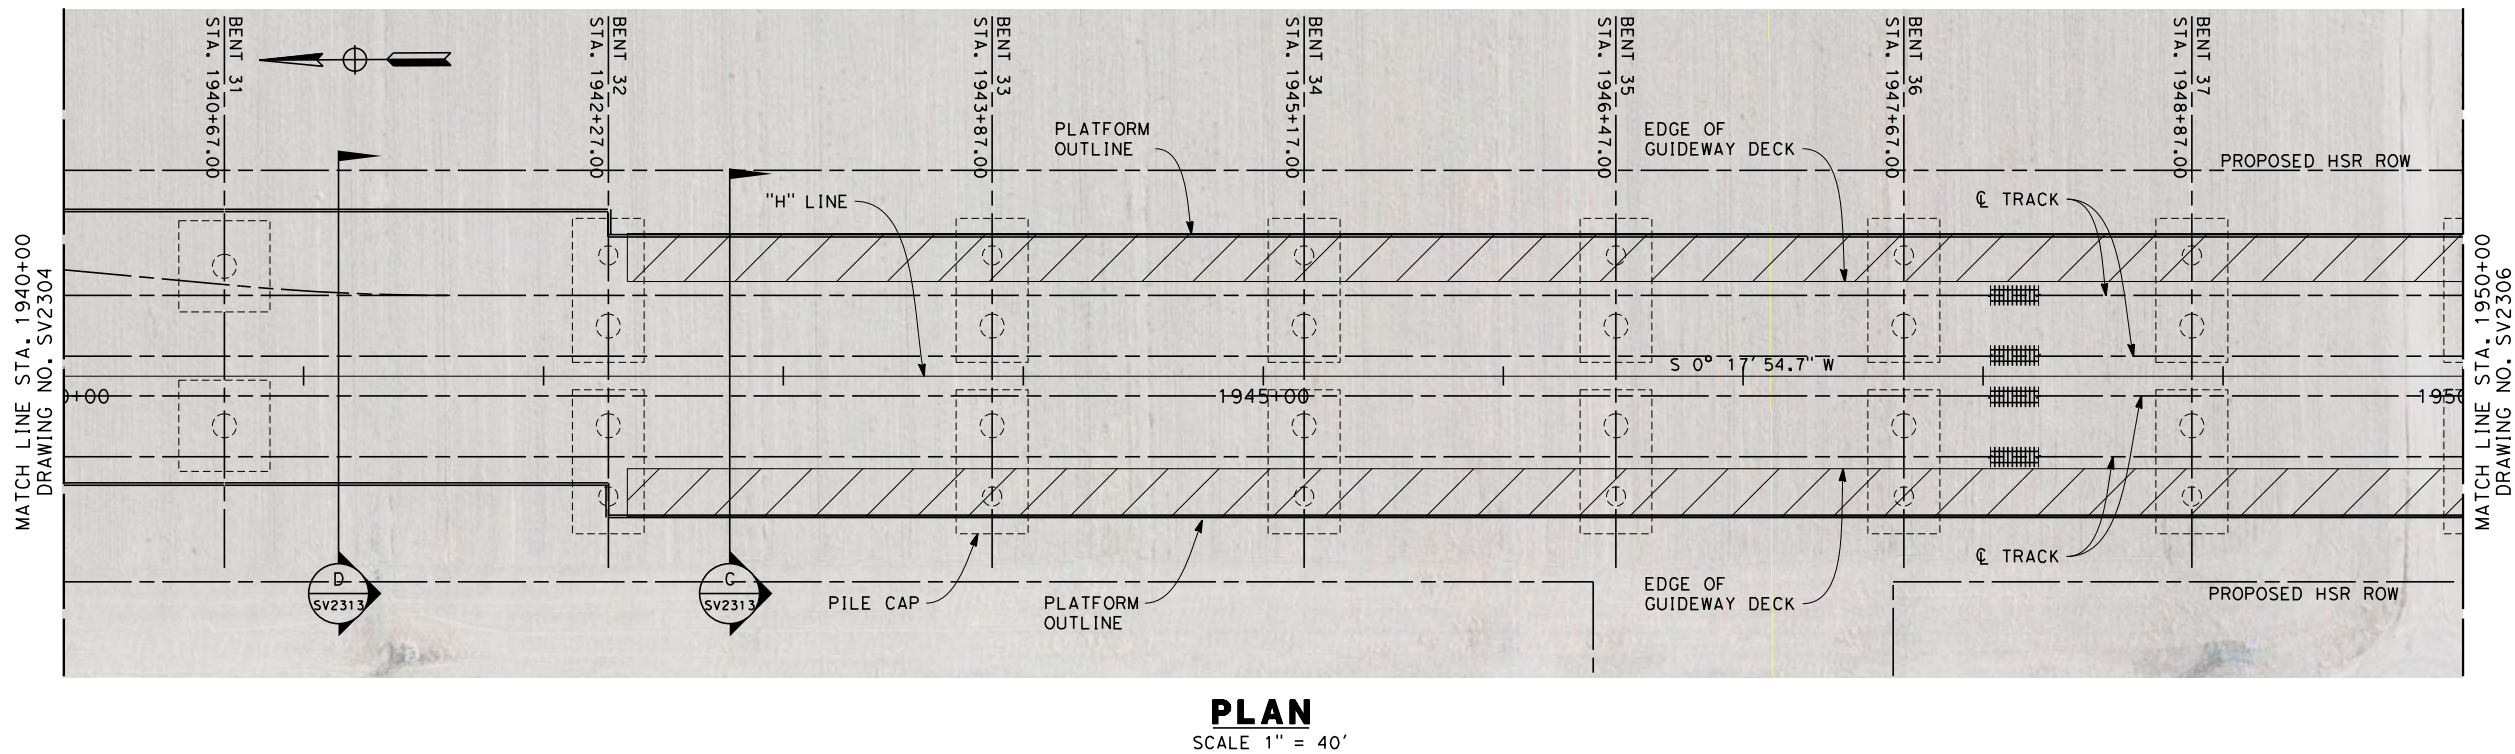 BENT 31
STA. 1940+67.00
BENT 32
STA. 1942+27.00
BENT 33
STA. 1943+87.00
BENT 34
STA. 1945+17.00
BENT 35
STA. 1946+47.00
BENT 36
STA. 1947+67.00
BENT 37
STA. 1948+87.00
PLATFORM
OUTLINE
EDGE OF
GUIDEWAY DECK
PROPOSED HSR ROW
"H" LINE
℄ TRACK
MATCH LINE STA. 1940+00
DRAWING NO. SV2304
MATCH LINE STA. 1950+00
DRAWING NO. SV2306
S 0° 17' 54.7" W
0+00
1945+00
1950
℄ TRACK
D
SV2313
C
SV2313
PILE CAP
PLATFORM
OUTLINE
EDGE OF
GUIDEWAY DECK
PROPOSED HSR ROW
PLAN
SCALE 1" = 40'